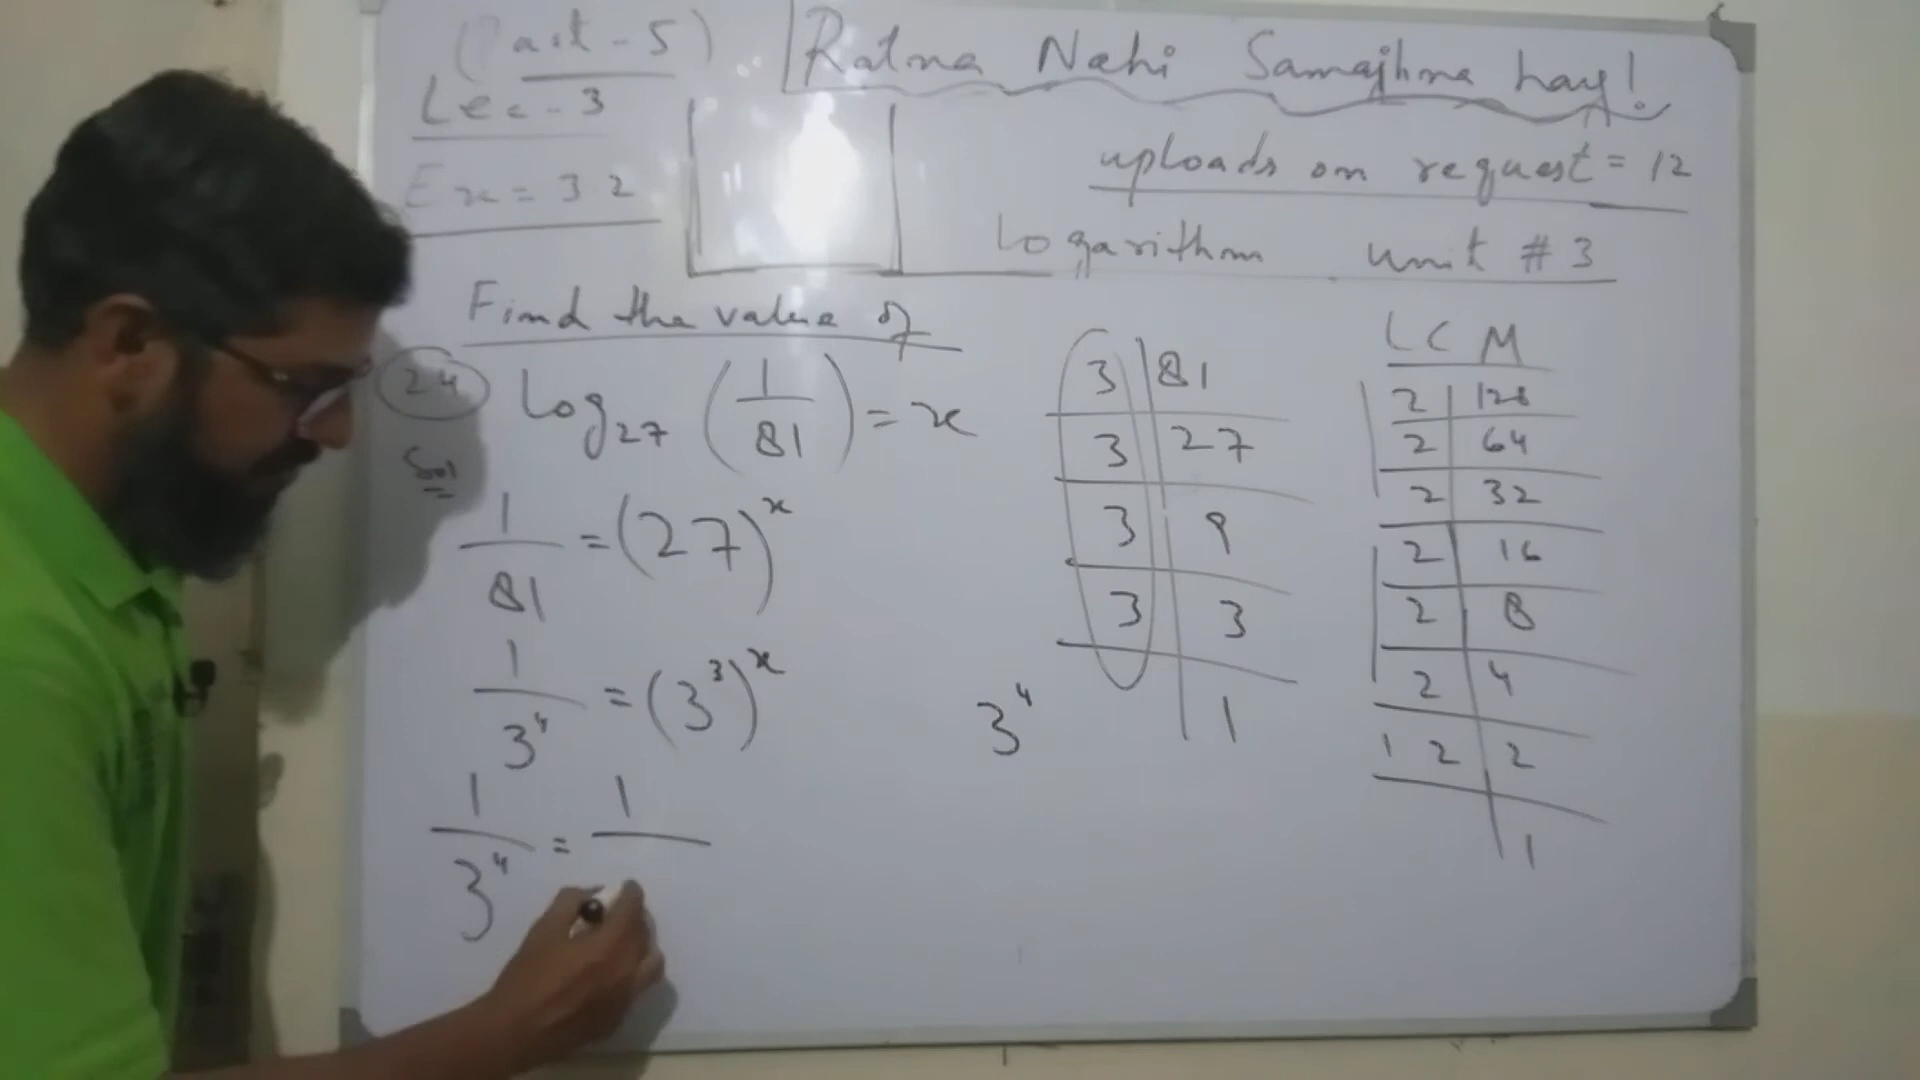 (Part - 5)
Ratna Nahi Samajhna hay!
Lec - 3
uploads on request = 12
Ex = 3.2
Logarithm unit # 3
Find the value of
24
log₂₇ (1/81) = x
Sol
1/81 = (27)ˣ
1/3⁴ = (3³)ˣ
1/3⁴ = 1/
3 | 81
3 | 27
3 | 9
3 | 3
| 1
3⁴
LCM
2 | 128
2 | 64
2 | 32
2 | 16
2 | 8
2 | 4
2 | 2
| 1